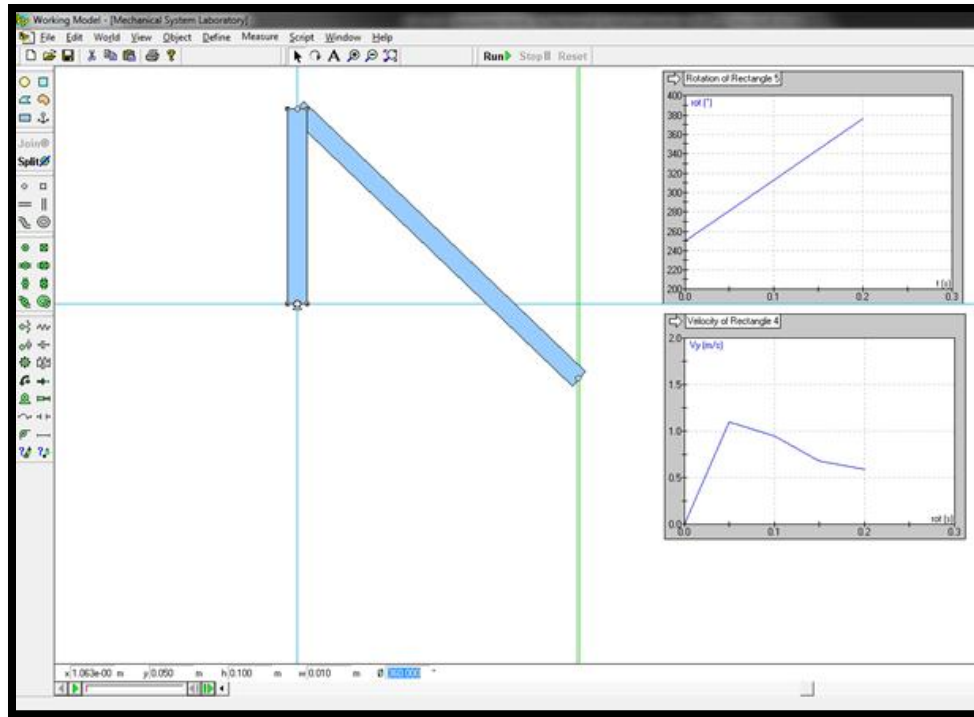 Working Model - [Mechanical System Laboratory]
File Edit World View Object Define Measure Script Window Help
Run Stop Reset
Join
Split
Rotation of Rectangle 5
rot (°)
400
380
360
340
320
300
280
260
240
220
200
0.0 0.1 0.2 0.3
t (s)
Velocity of Rectangle 4
Vy (m/s)
2.0
1.5
1.0
0.5
0.0
0.0 0.1 0.2 0.3
rot (s)
x 1.063e-00 m y 0.050 m h 0.100 m w 0.010 m Ø 360.000 °